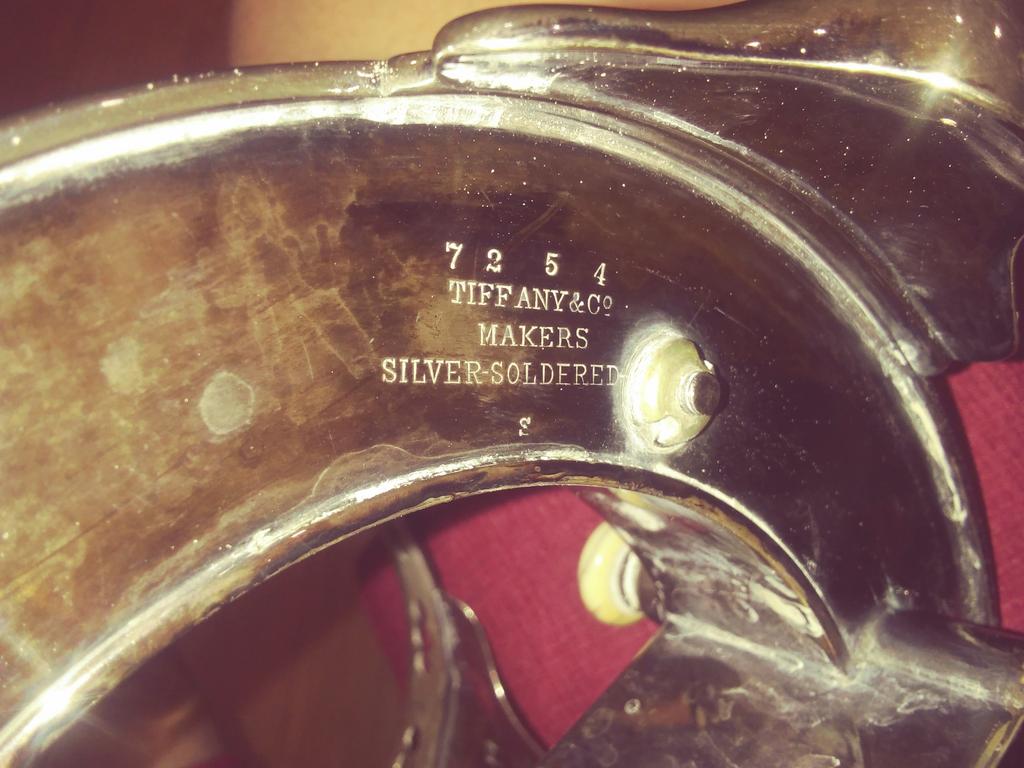 7 2 5 4
TIFFANY & Cº
MAKERS
SILVER-SOLDERED